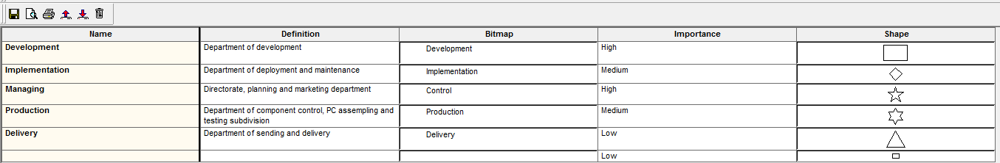 Name Definition Bitmap Importance Shape
Development Department of development Development High
Implementation Department of deployment and maintenance Implementation Medium
Managing Directorate, planning and marketing department Control High
Production Department of component control, PC assempling and Production Medium
testing subdivision
Delivery Department of sending and delivery Delivery Low
Low